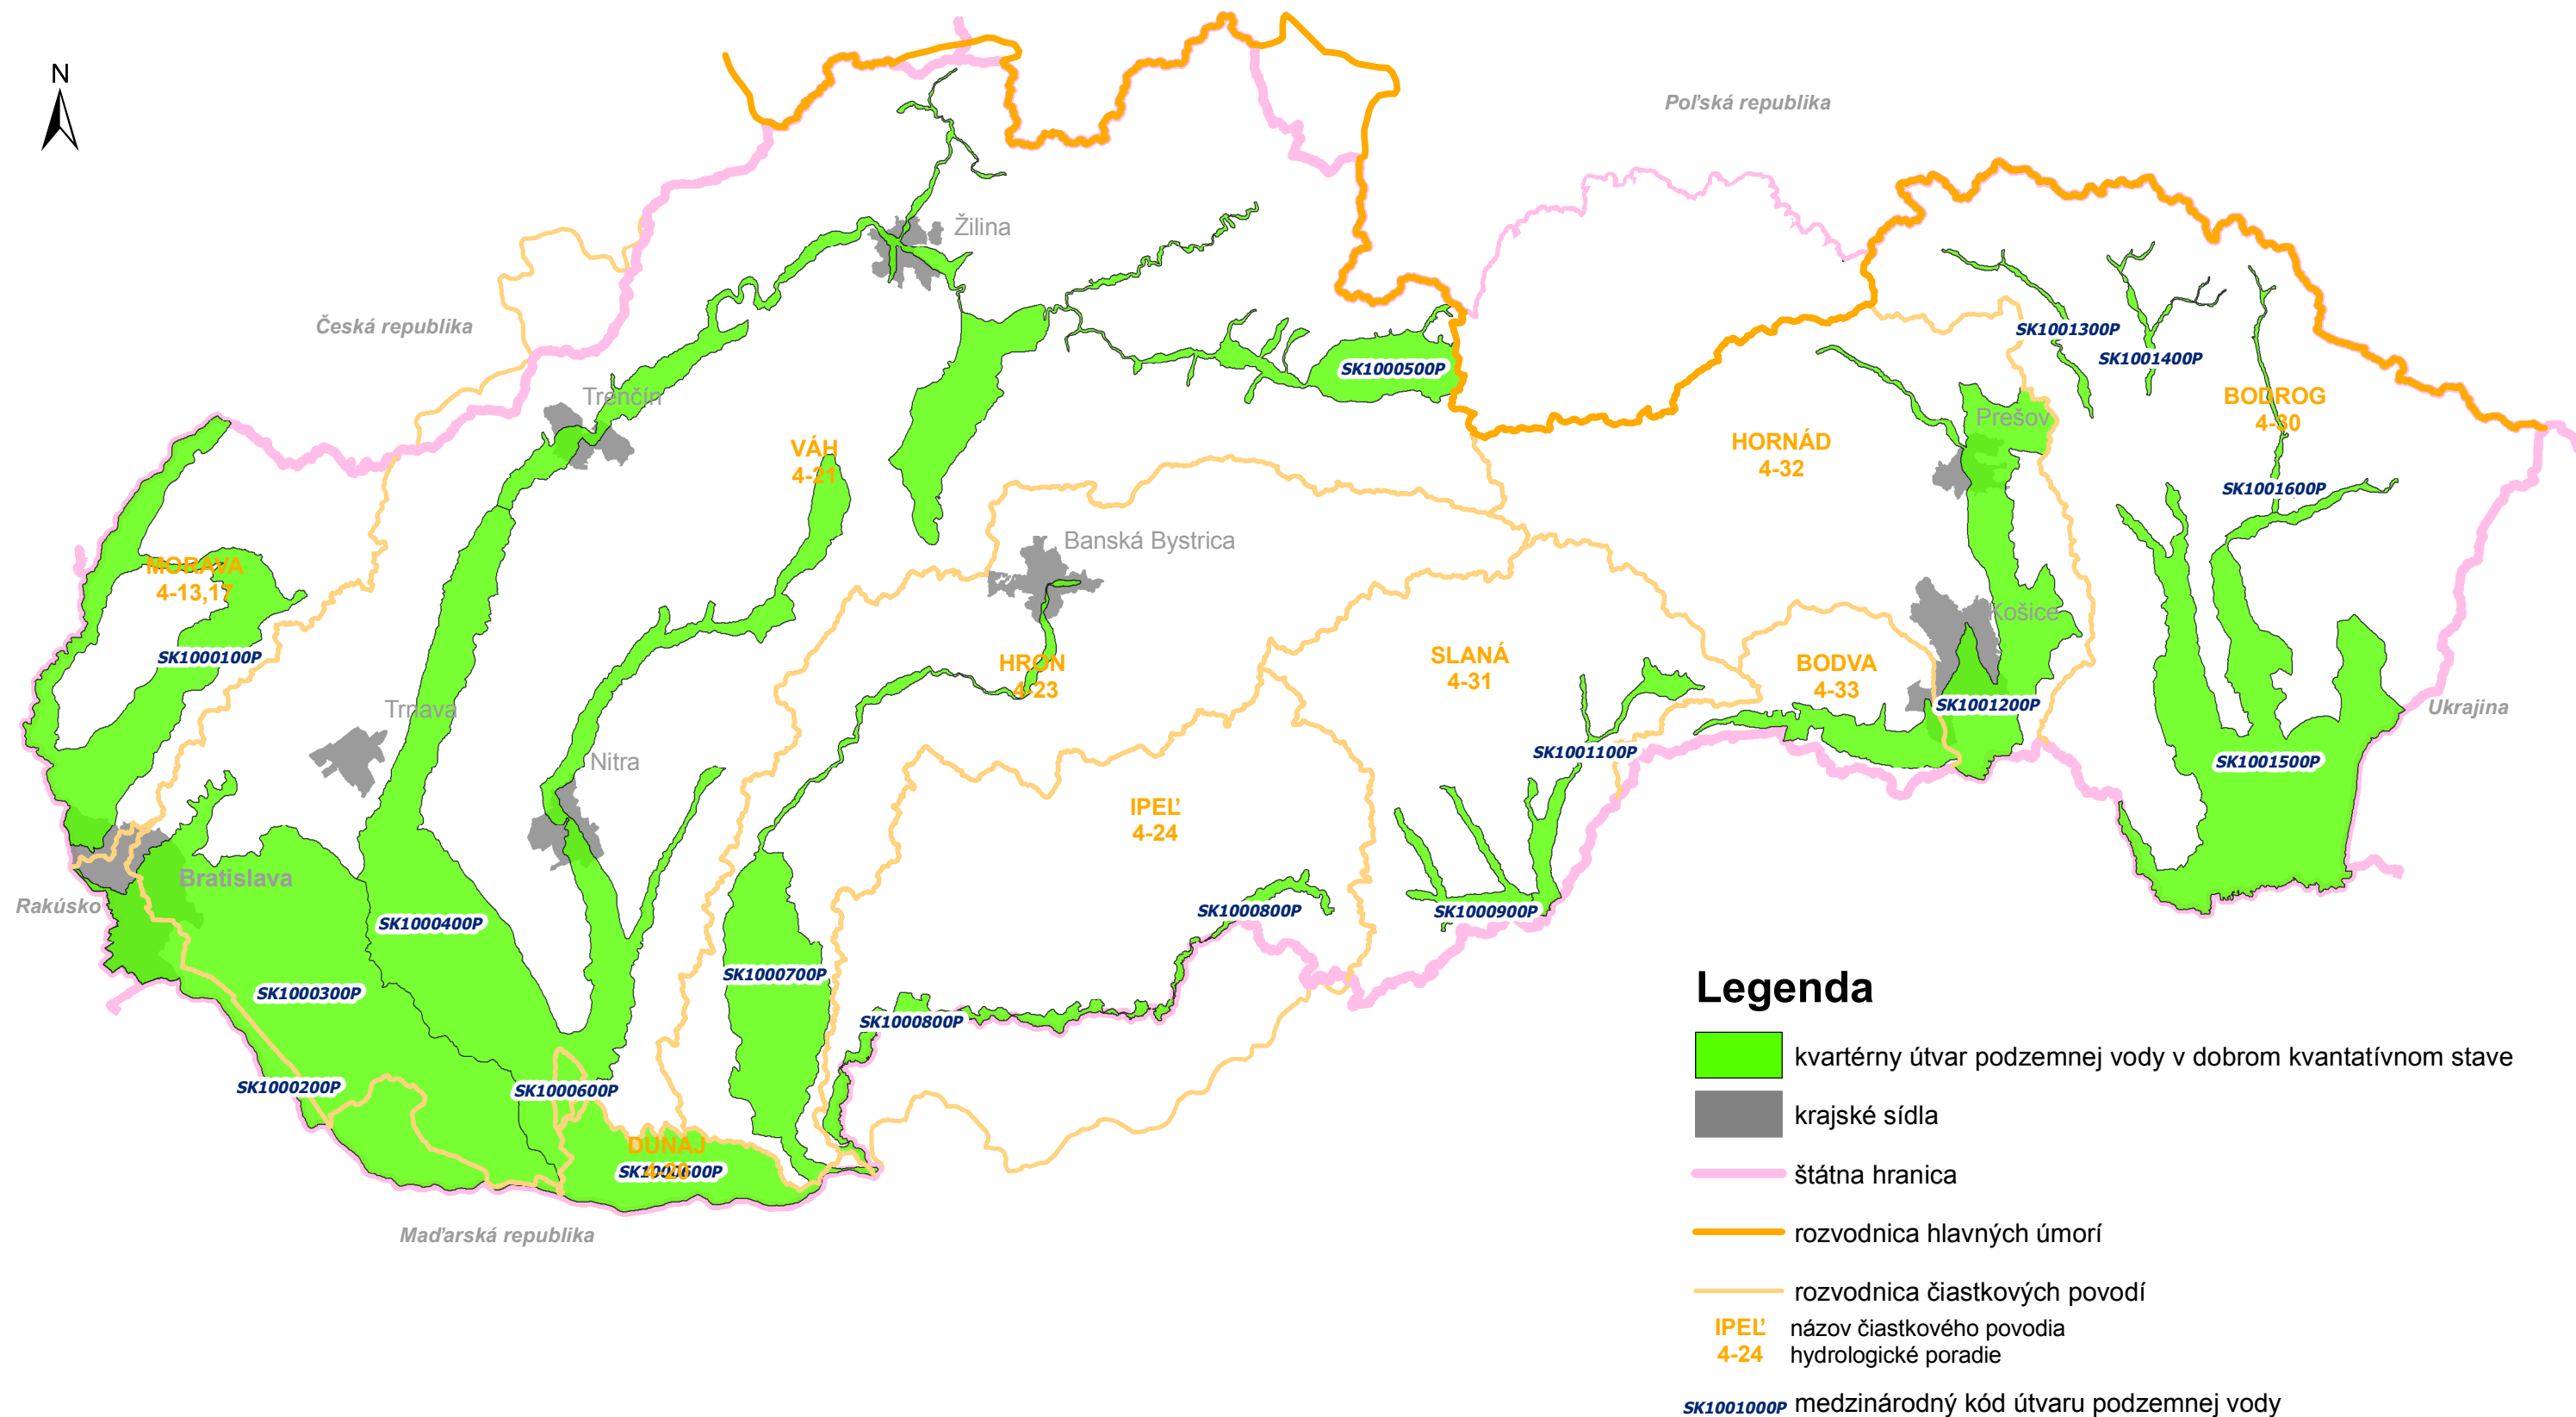 N
Poľská republika
Žilina
Česká republika
SK1001300P
SK1001400P
SK1000500P
Trenčín
BODROG
4-30
Prešov
VÁH
4-21
HORNÁD
4-32
SK1001600P
Banská Bystrica
MORAVA
4-13,17
Košice
SK1000100P
HRON
4-23
SLANÁ
4-31
BODVA
4-33
SK1001200P
Ukrajina
Trnava
SK1001100P
Nitra
SK1001500P
IPEĽ
4-24
Bratislava
Rakúsko
SK1000400P
SK1000800P
SK1000900P
SK1000700P
SK1000300P
SK1000800P
SK1000200P
SK1000600P
DUNAJ
4-20
SK1000600P
Maďarská republika
Legenda
kvartérny útvar podzemnej vody v dobrom kvantatívnom stave
krajské sídla
štátna hranica
rozvodnica hlavných úmorí
rozvodnica čiastkových povodí
IPEĽ názov čiastkového povodia
4-24 hydrologické poradie
SK1001000P medzinárodný kód útvaru podzemnej vody